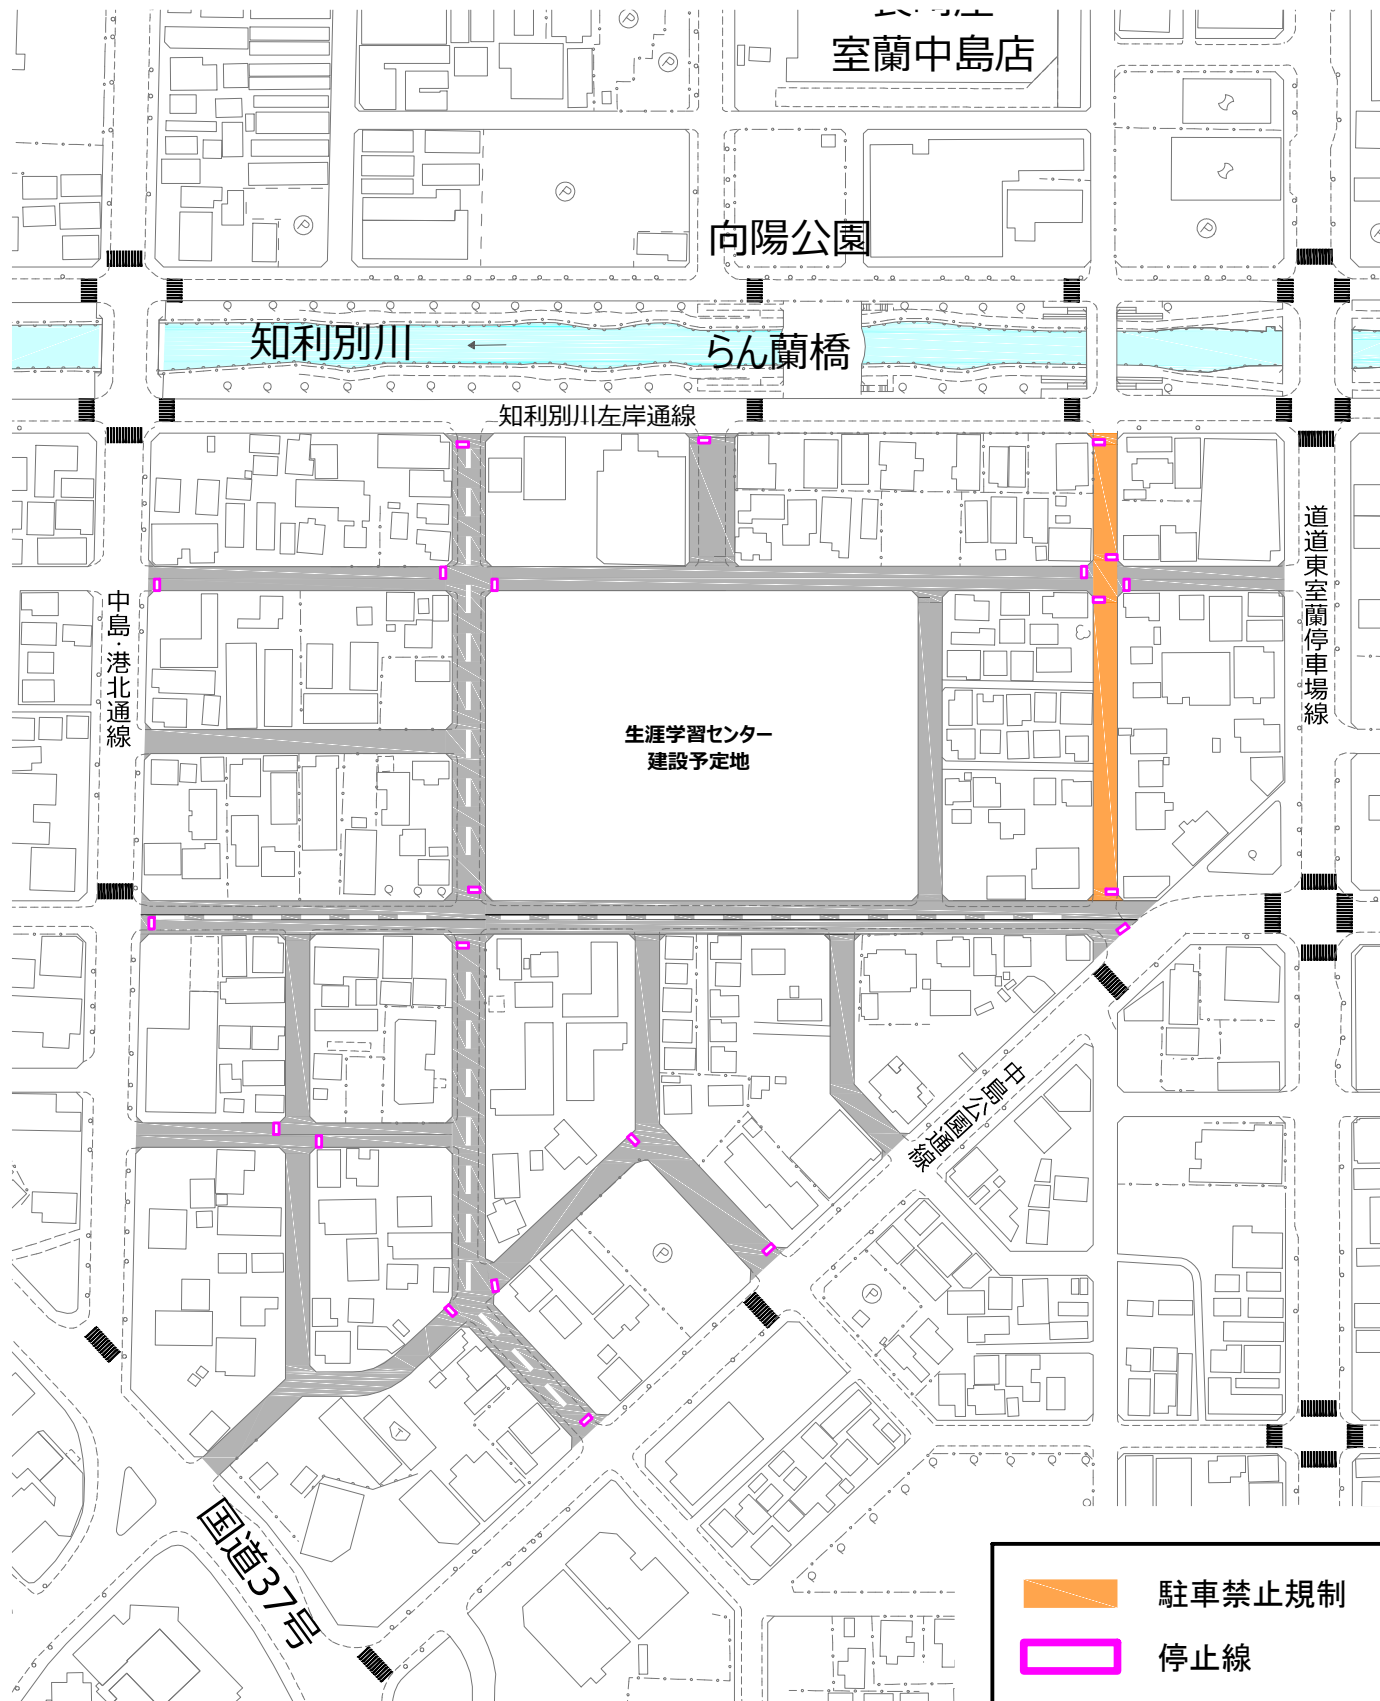 室蘭中島店
向陽公園
知利別川
らん蘭橋
知利別川左岸通線
道道東室蘭停車場線
中島・港北通線
生涯学習センター
建設予定地
中島公園通線
国道37号
駐車禁止規制
停止線